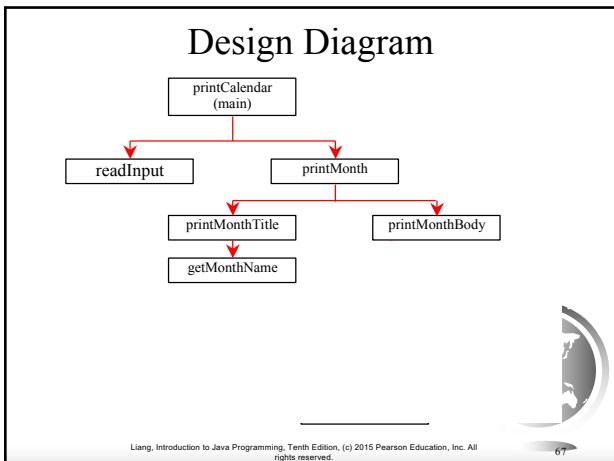 Design Diagram
printCalendar
(main)
readInput
printMonth
printMonthTitle
printMonthBody
getMonthName
Liang, Introduction to Java Programming, Tenth Edition, (c) 2015 Pearson Education, Inc. All
rights reserved.
67